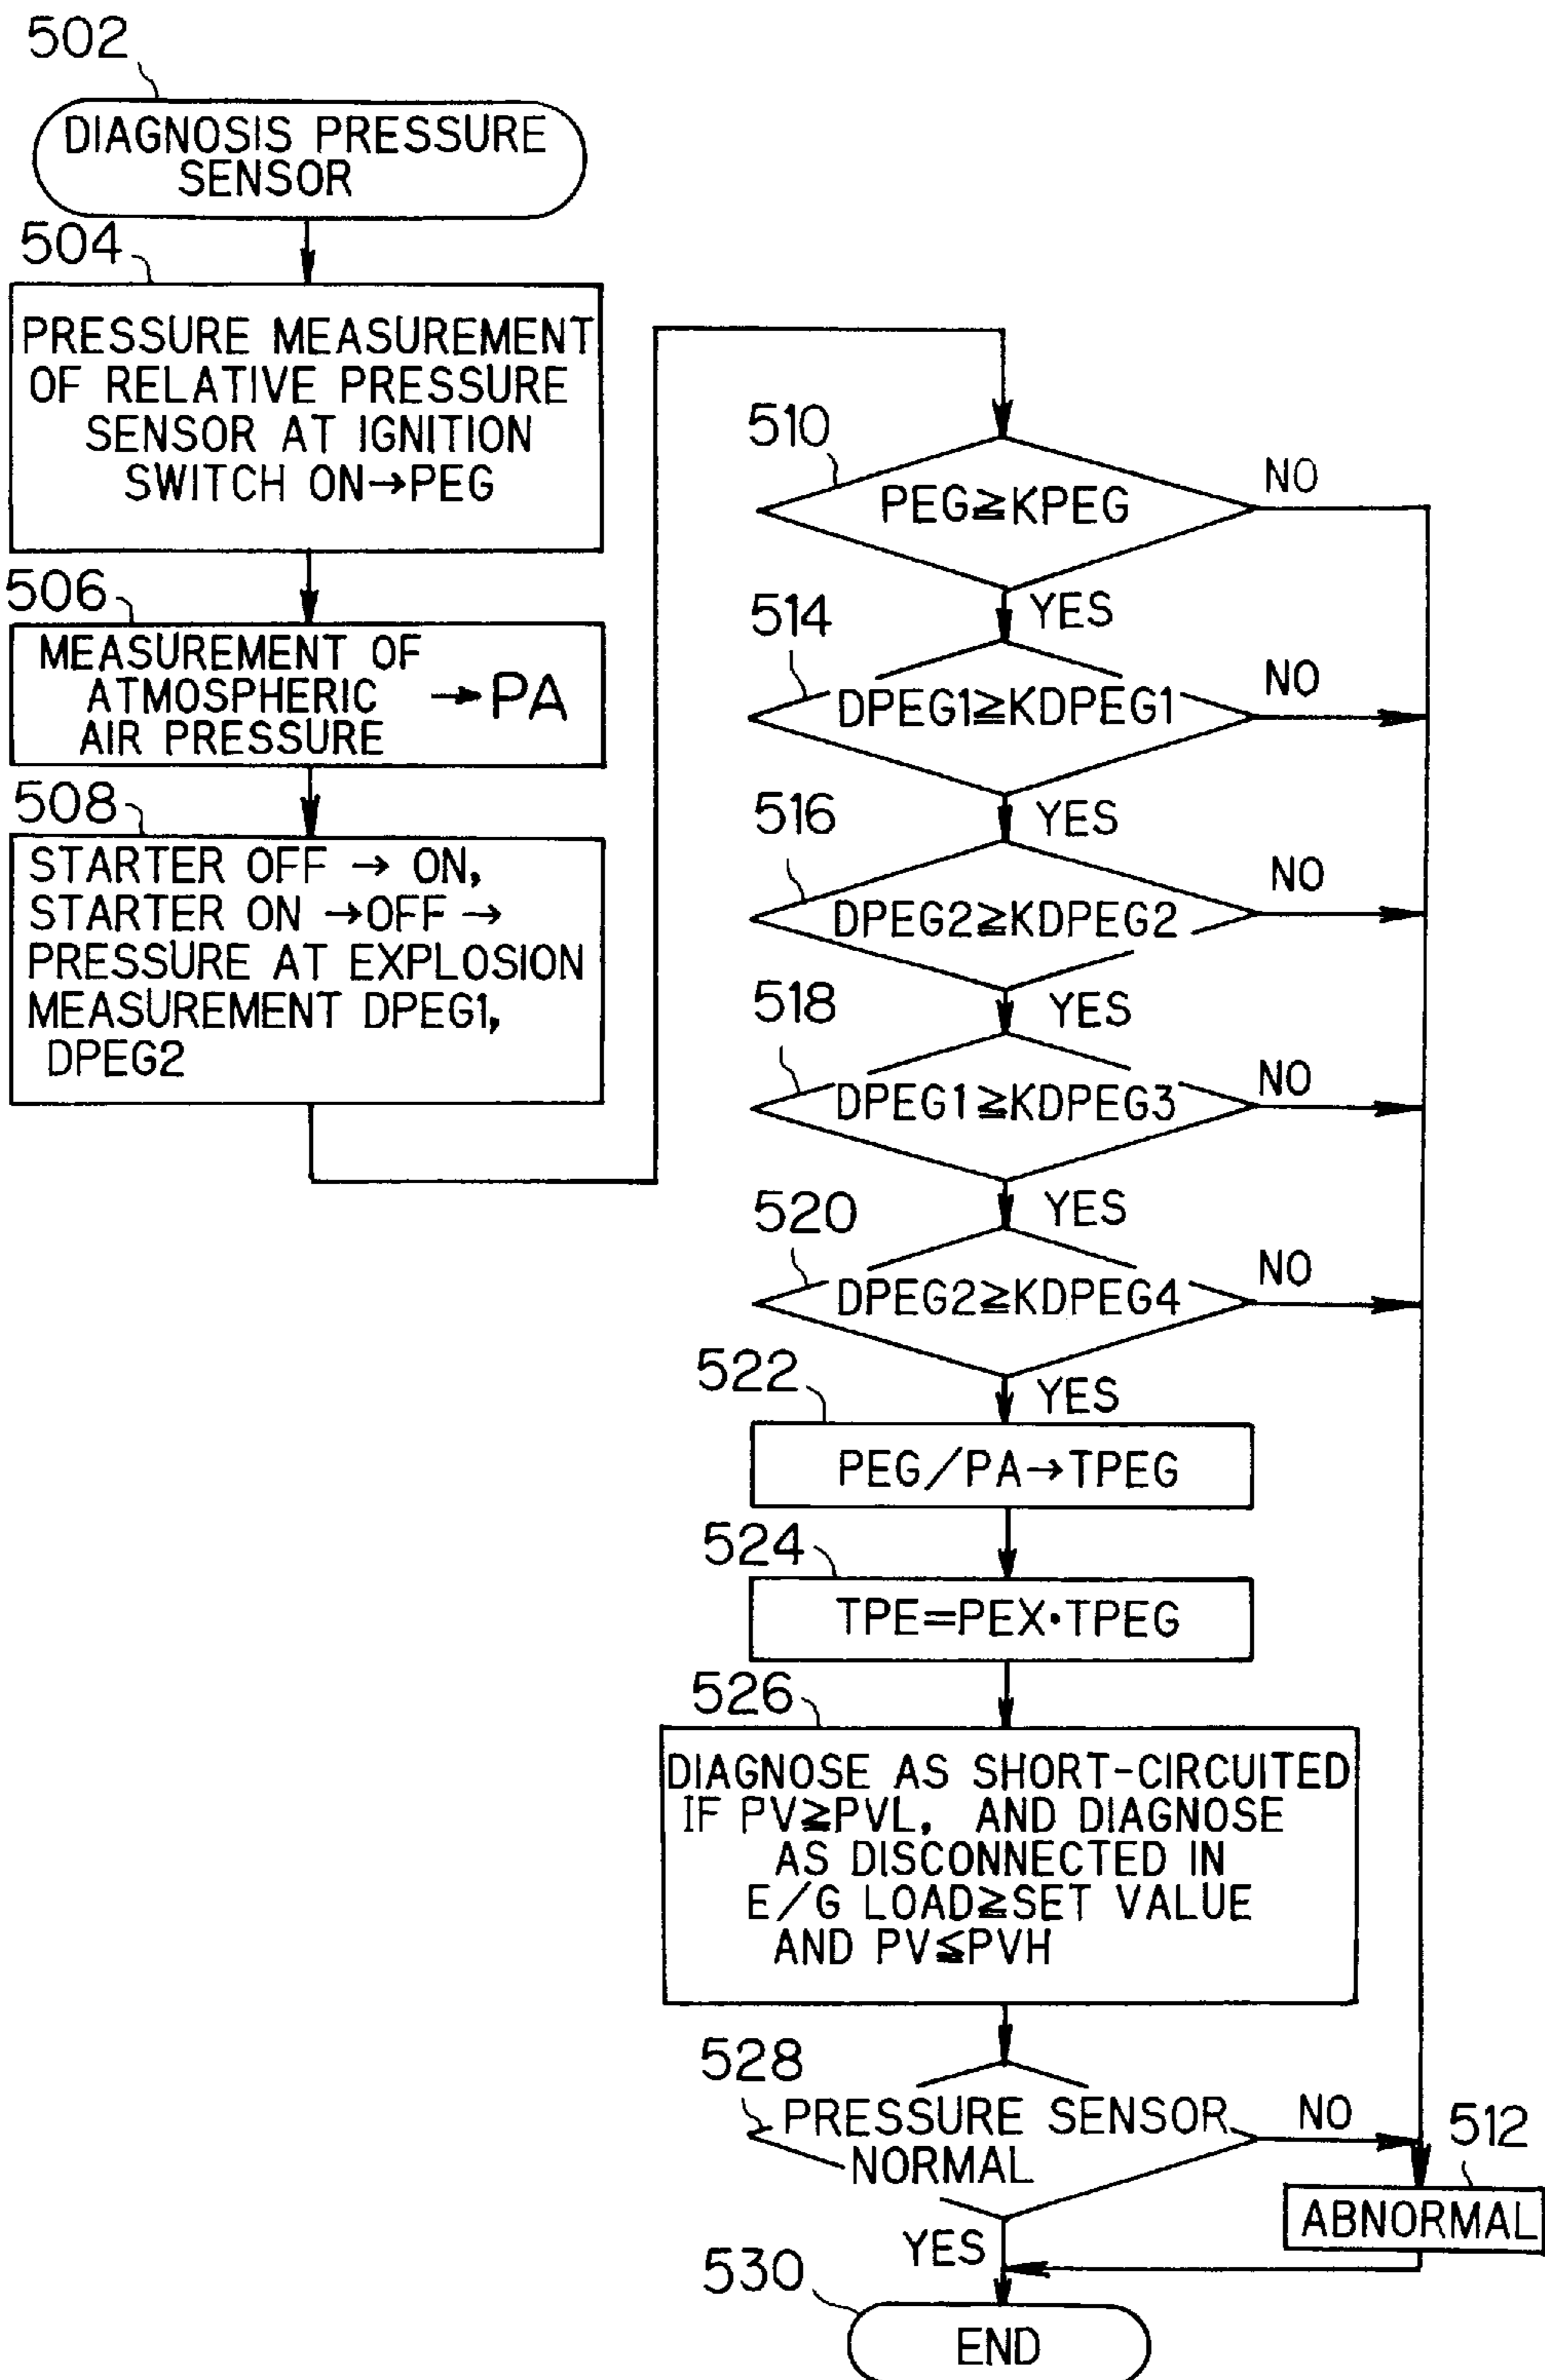 502
DIAGNOSIS PRESSURE
SENSOR
504
PRESSURE MEASUREMENT
OF RELATIVE PRESSURE
SENSOR AT IGNITION
SWITCH ON→PEG
506
MEASUREMENT OF
ATMOSPHERIC
AIR PRESSURE
→PA
508
STARTER OFF → ON,
STARTER ON →OFF →
PRESSURE AT EXPLOSION
MEASUREMENT DPEG1,
DPEG2
510
PEG≧KPEG
NO
YES
514
DPEG1≧KDPEG1
NO
YES
516
DPEG2≧KDPEG2
NO
YES
518
DPEG1≧KDPEG3
NO
YES
520
DPEG2≧KDPEG4
NO
YES
522
PEG/PA→TPEG
524
TPE=PEX·TPEG
526
DIAGNOSE AS SHORT-CIRCUITED
IF PV≧PVL, AND DIAGNOSE
AS DISCONNECTED IN
E/G LOAD≧SET VALUE
AND PV≦PVH
528
PRESSURE SENSOR
NORMAL
NO
YES
512
ABNORMAL
530
END